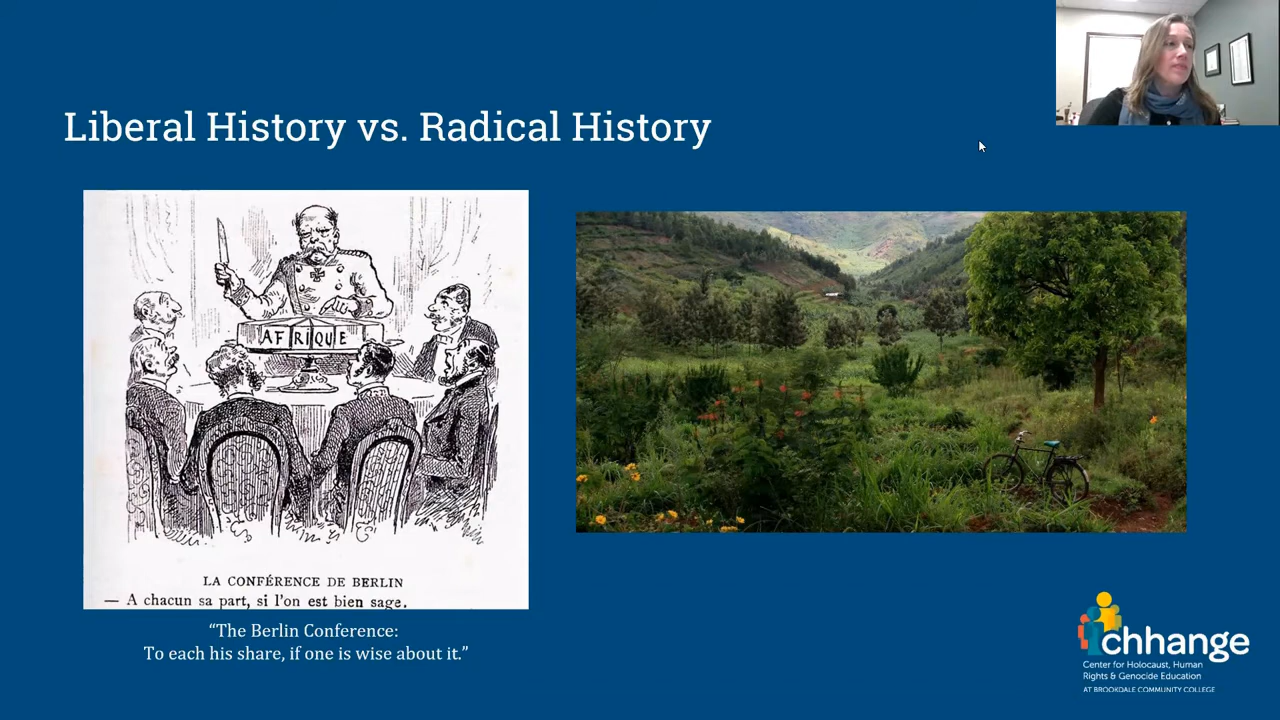 Liberal History vs. Radical History
AFRIQUE
LA CONFÉRENCE DE BERLIN
— A chacun sa part, si l'on est bien sage.
“The Berlin Conference:
To each his share, if one is wise about it.”
chhange
Center for Holocaust, Human
Rights & Genocide Education
AT BROOKDALE COMMUNITY COLLEGE